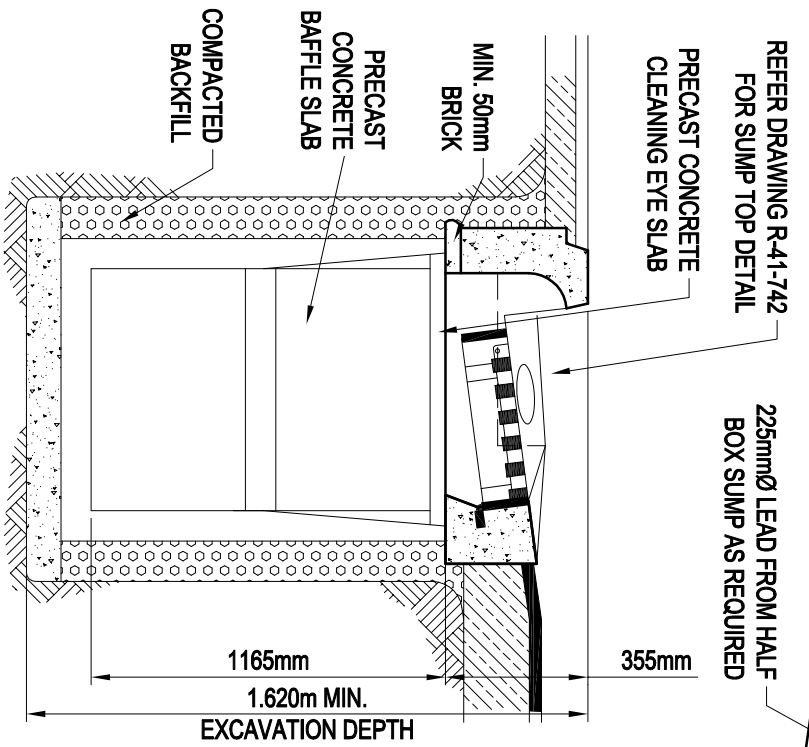 REFER DRAWING R-41-742
FOR SUMP TOP DETAIL
PRECAST CONCRETE
CLEANING EYE SLAB
MIN. 50mm
BRICK
PRECAST
CONCRETE
BAFFLE SLAB
COMPACTED
BACKFILL
225mmØ LEAD FROM HALF
BOX SUMP AS REQUIRED
355mm
1165mm
1.620m MIN.
EXCAVATION DEPTH